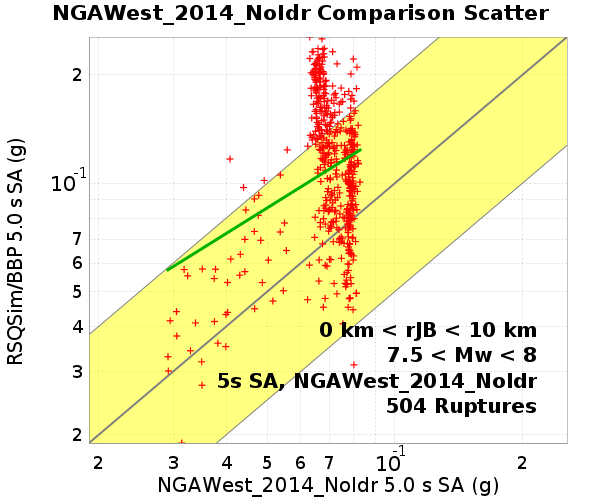 NGAWest_2014_NoIdr Comparison Scatter
RSQSim/BBP 5.0 s SA (g)
2
10-1
7
6
5
4
3
2
0 km < rJB < 10 km
7.5 < Mw < 8
5s SA, NGAWest_2014_NoIdr
504 Ruptures
2 3 4 5 6 7 10-1 2
NGAWest_2014_NoIdr 5.0 s SA (g)